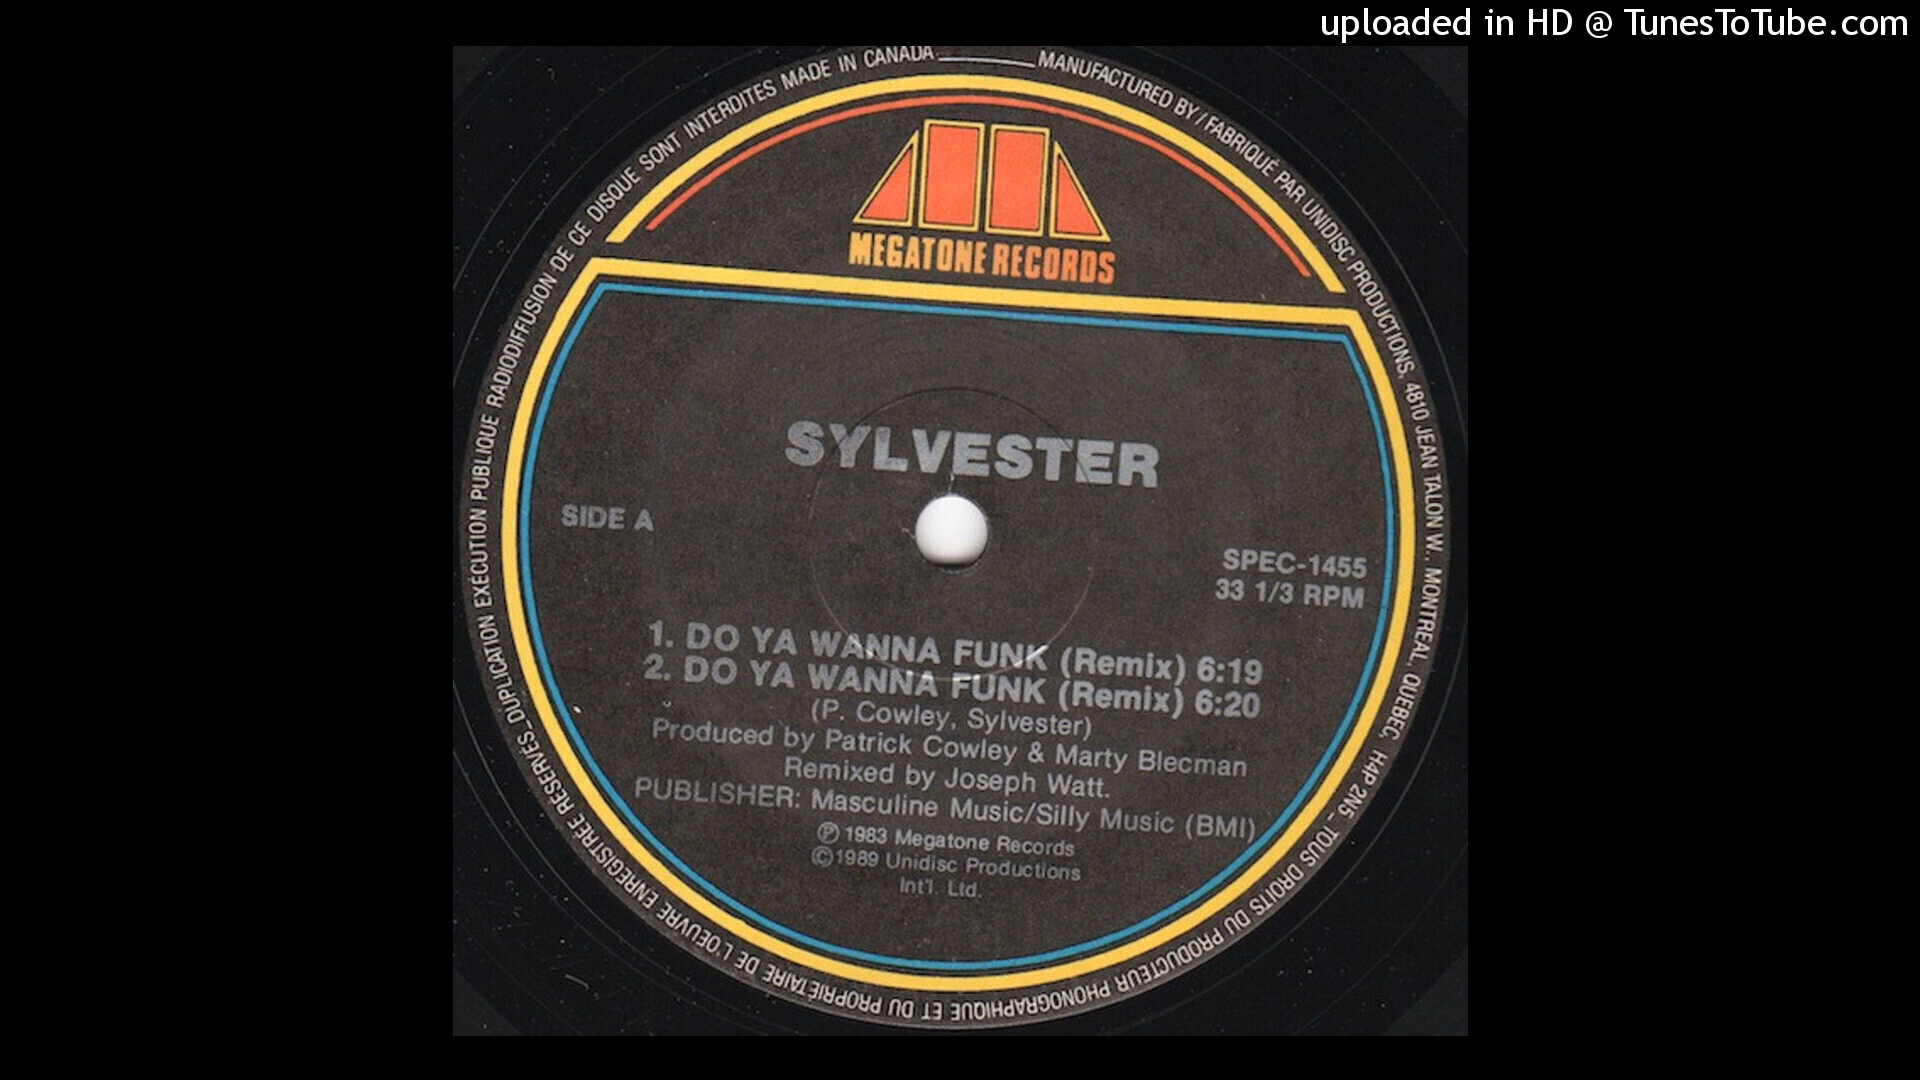 uploaded in HD @ TunesToTube.com
MANUFACTURED BY/FABRIQUÉ PAR UNIDISC PRODUCTIONS, 4810 JEAN TALON W., MONTREAL, QUEBEC, H4P 2N5_ TOUS DROITS DU PRODUCTEUR PHONOGRAPHIQUE ET DU PROPRIÉTAIRE DE L'OEUVRE ENREGISTRÉE RÉSERVÉS_DUPLICATION EXÉCUTION PUBLIQUE RADIODIFFUSION DE CE DISQUE SONT INTERDITES MADE IN CANADA
MEGATONE RECORDS
SYLVESTER
SIDE A
SPEC-1455
33 1/3 RPM
1. DO YA WANNA FUNK (Remix) 6:19
2. DO YA WANNA FUNK (Remix) 6:20
(P. Cowley, Sylvester)
Produced by Patrick Cowley & Marty Blecman
Remixed by Joseph Watt.
PUBLISHER: Masculine Music/Silly Music (BMI)
℗ 1983 Megatone Records
©1989 Unidisc Productions
Int'l. Ltd.